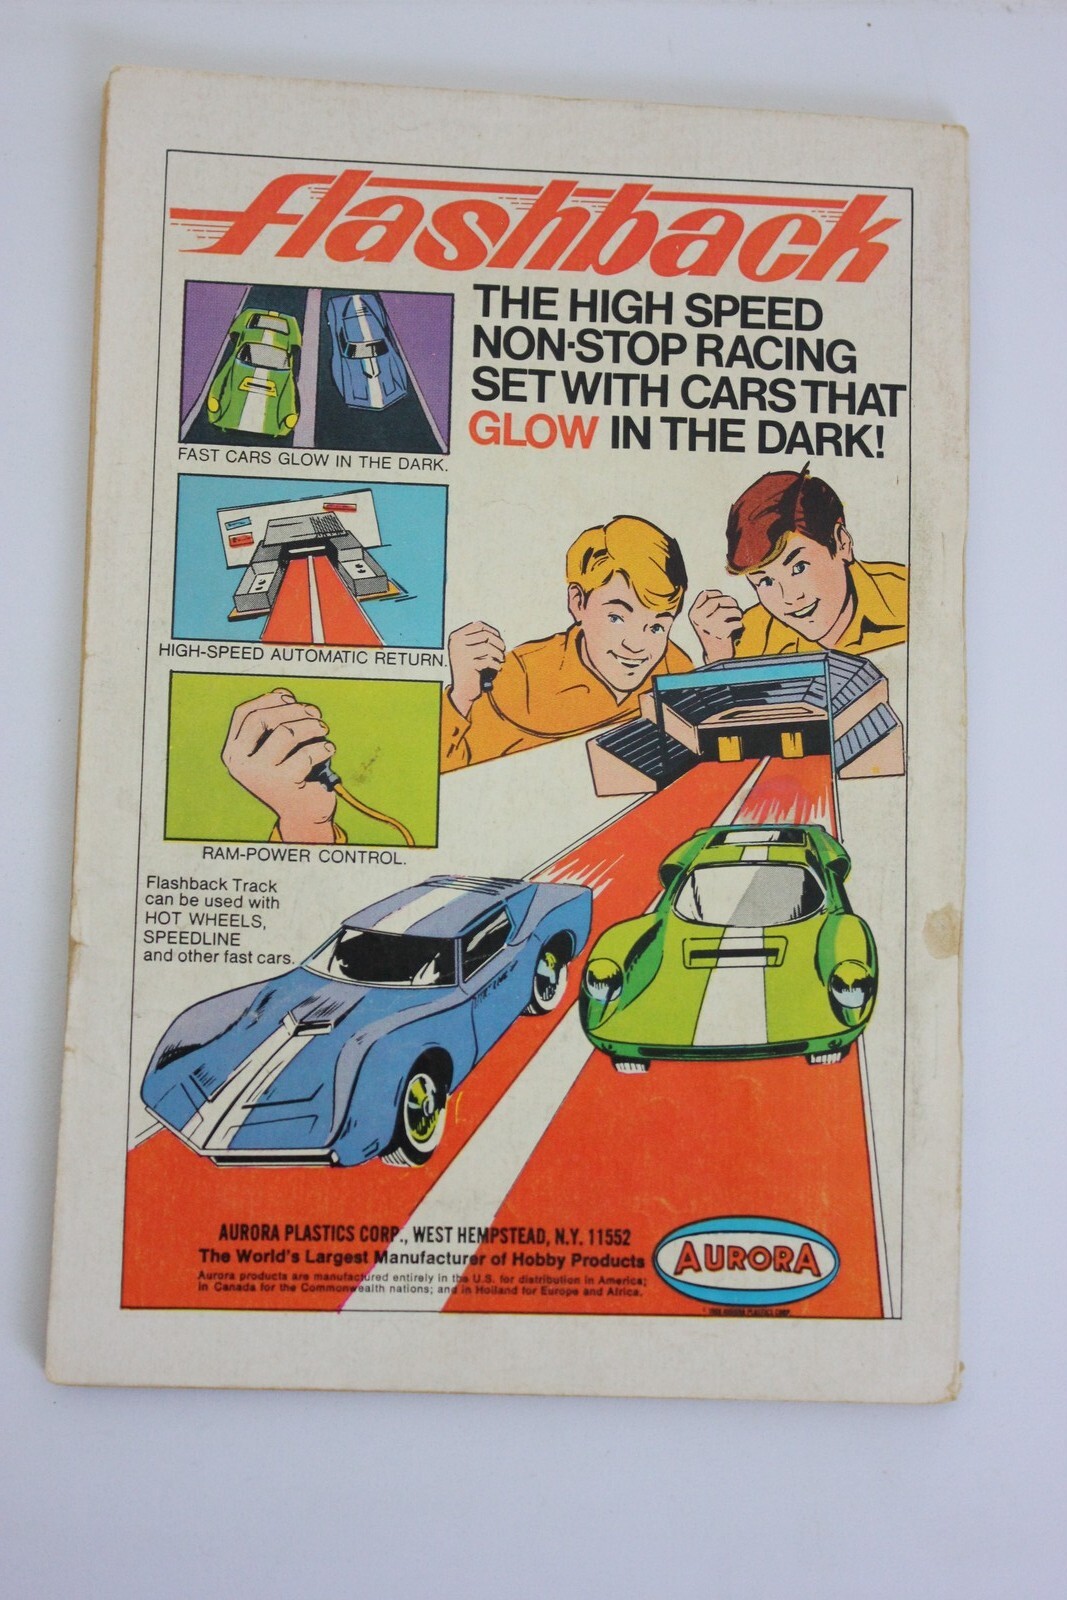 flashback
THE HIGH SPEED
NON-STOP RACING
SET WITH CARS THAT
GLOW IN THE DARK!
FAST CARS GLOW IN THE DARK.
HIGH-SPEED AUTOMATIC RETURN.
RAM-POWER CONTROL.
Flashback Track
can be used with
HOT WHEELS,
SPEEDLINE
and other fast cars.
AURORA PLASTICS CORP., WEST HEMPSTEAD, N.Y. 11552
The World's Largest Manufacturer of Hobby Products
Aurora products are manufactured entirely in the U.S. for distribution in America;
in Canada for the Commonwealth nations; and in Holland for Europe and Africa.
AURORA
AURORA PLASTICS CORP.